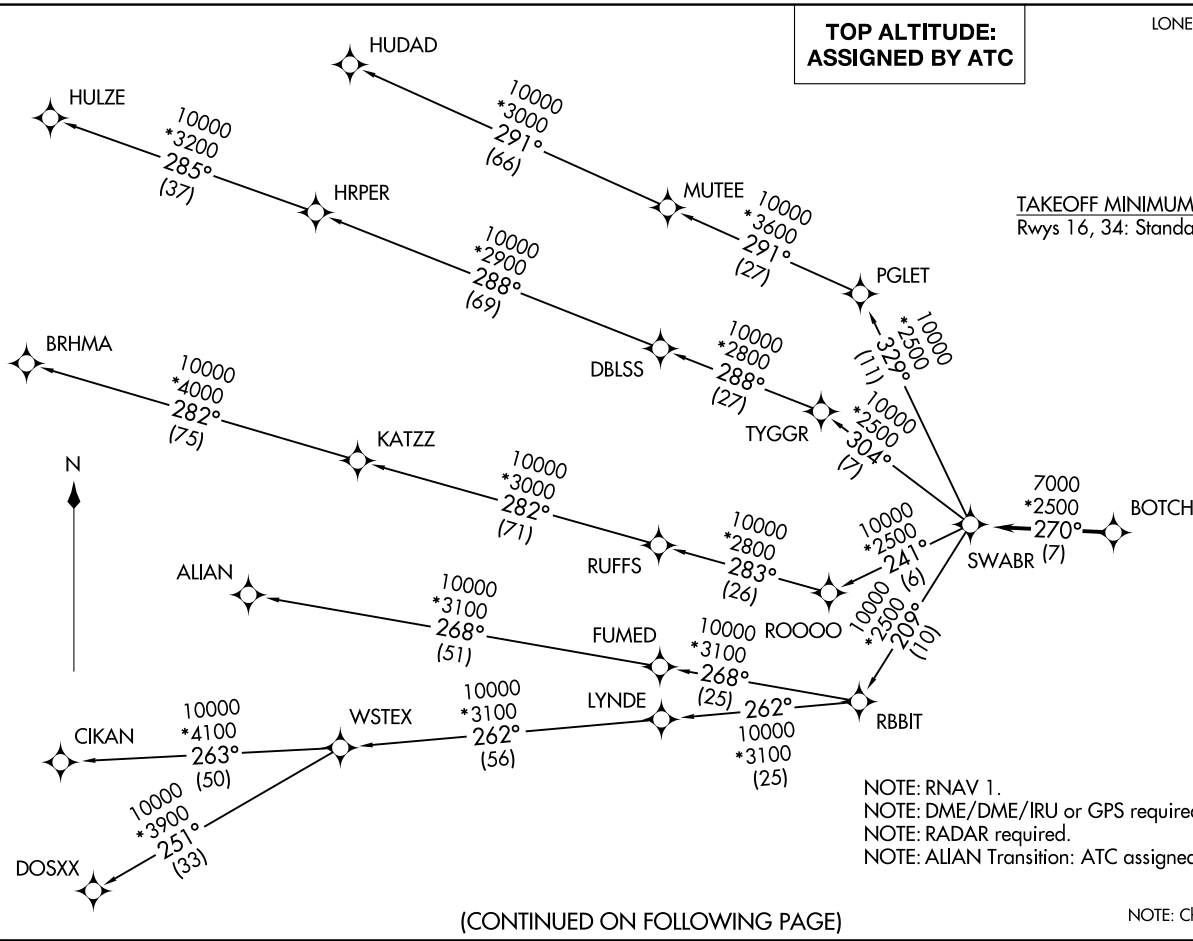 TOP ALTITUDE:
ASSIGNED BY ATC
LONE
HUDAD
10000
*3000
291°
(66)
HULZE
10000
*3200
285°
(37)
HRPER
MUTEE
10000
*3600
291°
(27)
PGLET
TAKEOFF MINIMUM
Rwys 16, 34: Standa
10000
*2900
288°
(69)
DBLSS
10000
*2800
288°
(27)
TYGGR
10000
*2500
329°
(11)
10000
*2500
304°
(7)
BRHMA
10000
*4000
282°
(75)
KATZZ
10000
*3000
282°
(71)
RUFFS
10000
*2800
283°
(26)
ROOOO
10000
*2500
241°
(6)
SWABR
7000
*2500
270°
(7)
BOTCH
N
ALIAN
10000
*3100
268°
(51)
FUMED
10000
*3100
268°
(25)
10000
*2500
209°
(10)
RBBIT
CIKAN
10000
*4100
263°
(50)
WSTEX
10000
*3100
262°
(56)
LYNDE
262°
10000
*3100
(25)
10000
*3900
251°
(33)
DOSXX
NOTE: RNAV 1.
NOTE: DME/DME/IRU or GPS required
NOTE: RADAR required.
NOTE: ALIAN Transition: ATC assigned
(CONTINUED ON FOLLOWING PAGE)
NOTE: